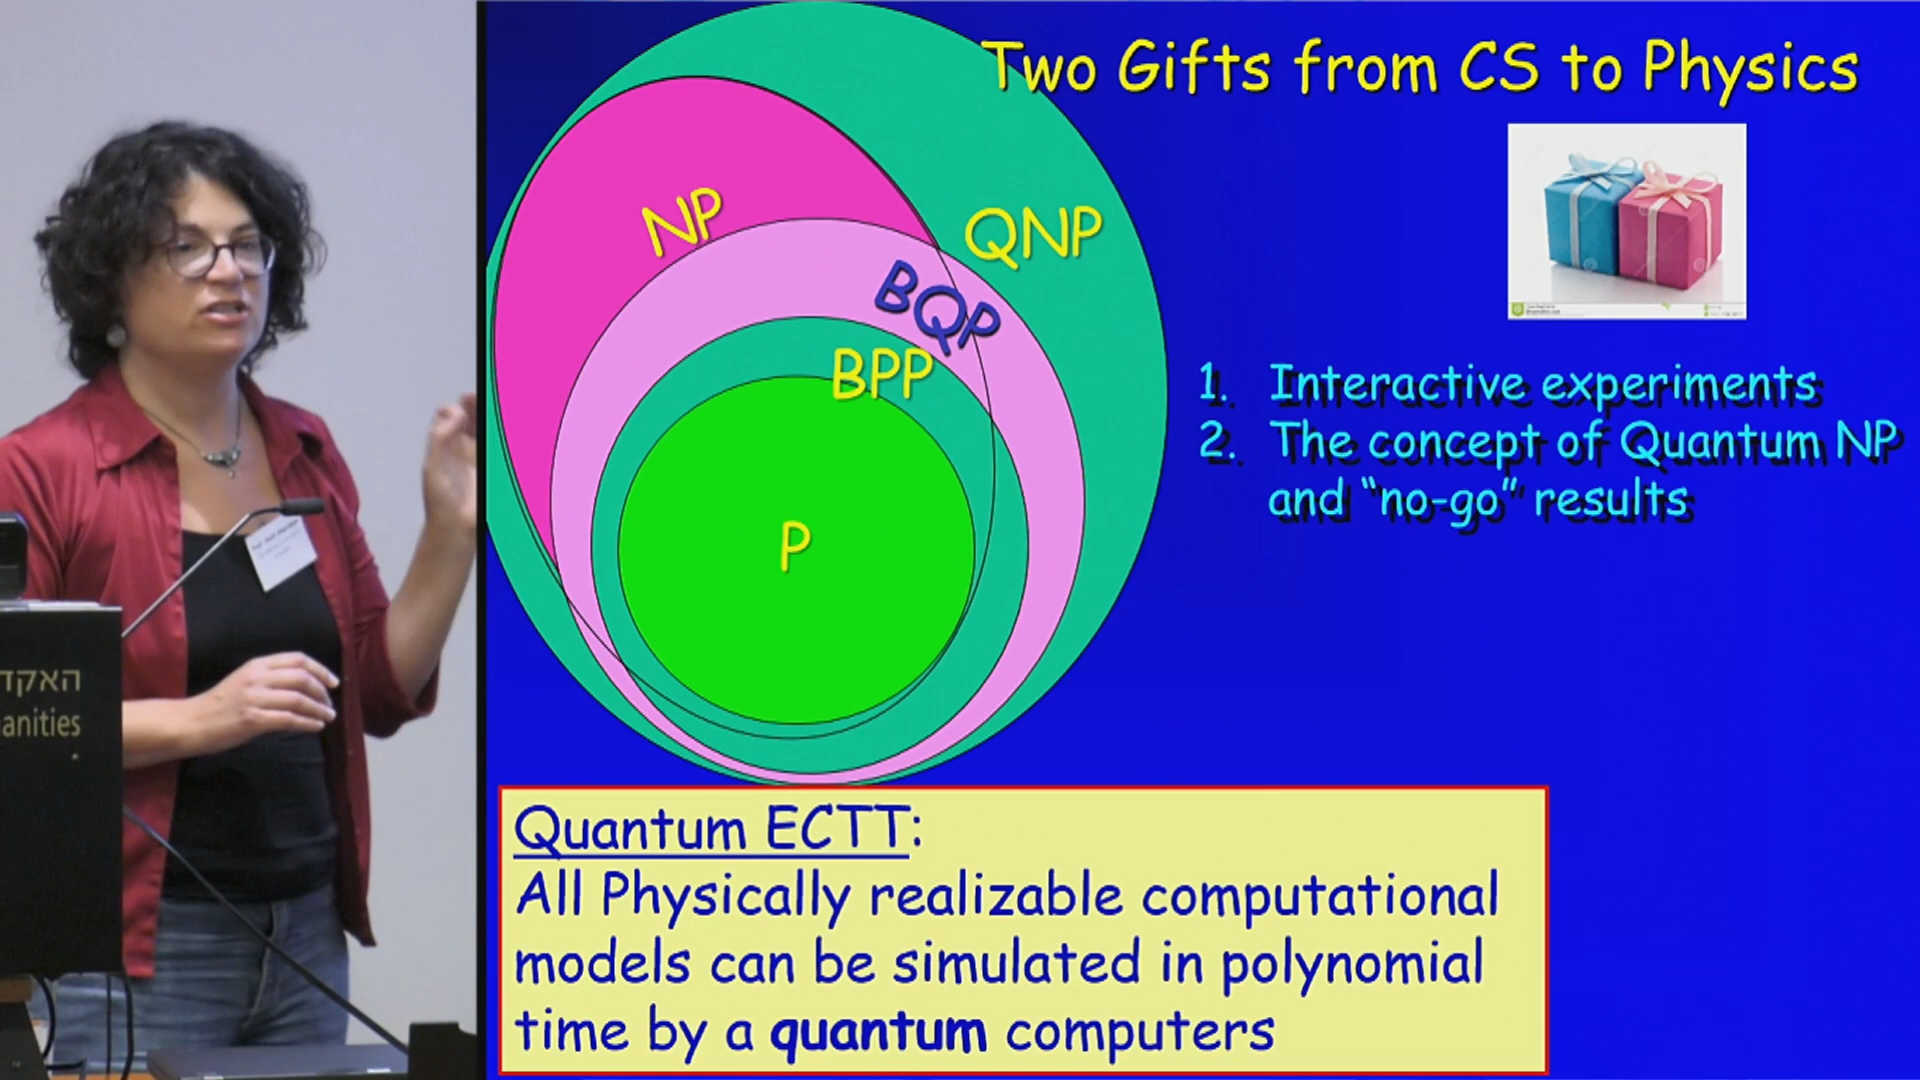 Two Gifts from CS to Physics
NP
QNP
BQP
BPP
P
1. Interactive experiments
2. The concept of Quantum NP
and “no-go” results
Quantum ECTT:
All Physically realizable computational
models can be simulated in polynomial
time by a quantum computers
האקד
anities